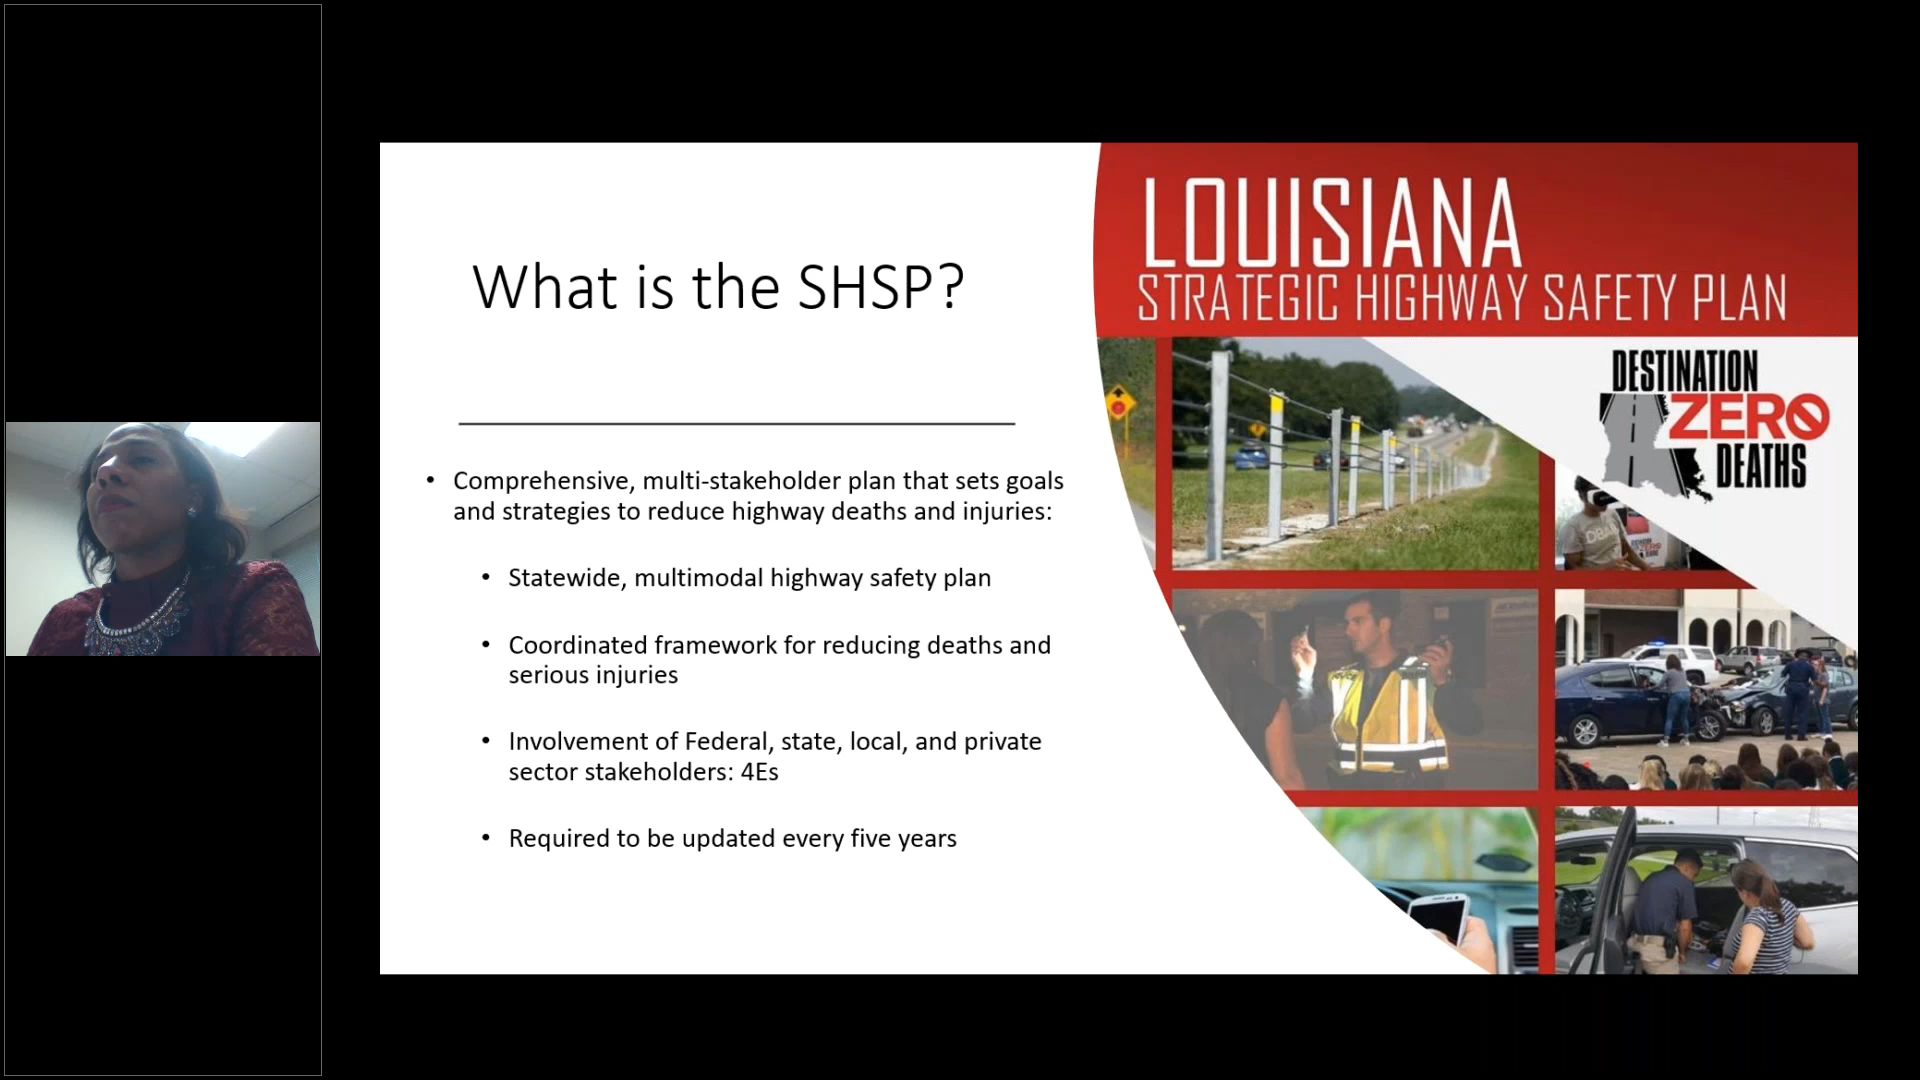 What is the SHSP?
• Comprehensive, multi-stakeholder plan that sets goals
and strategies to reduce highway deaths and injuries:
• Statewide, multimodal highway safety plan
• Coordinated framework for reducing deaths and
serious injuries
• Involvement of Federal, state, local, and private
sector stakeholders: 4Es
• Required to be updated every five years
LOUISIANA
STRATEGIC HIGHWAY SAFETY PLAN
DESTINATION
ZERO
DEATHS